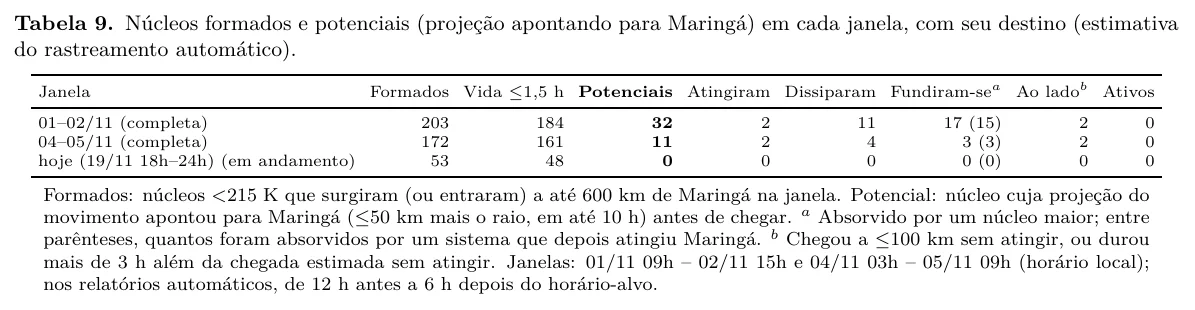 Tabela 9. Núcleos formados e potenciais (projeção apontando para Maringá) em cada janela, com seu destino (estimativa
do rastreamento automático).
Janela Formados Vida ≤1,5 h Potenciais Atingiram Dissiparam Fundiram-se^a Ao lado^b Ativos
01–02/11 (completa) 203 184 32 2 11 17 (15) 2 0
04–05/11 (completa) 172 161 11 2 4 3 (3) 2 0
hoje (19/11 18h–24h) (em andamento) 53 48 0 0 0 0 (0) 0 0
Formados: núcleos <215 K que surgiram (ou entraram) a até 600 km de Maringá na janela. Potencial: núcleo cuja projeção do
movimento apontou para Maringá (≤50 km mais o raio, em até 10 h) antes de chegar. ^a Absorvido por um núcleo maior; entre
parênteses, quantos foram absorvidos por um sistema que depois atingiu Maringá. ^b Chegou a ≤100 km sem atingir, ou durou
mais de 3 h além da chegada estimada sem atingir. Janelas: 01/11 09h – 02/11 15h e 04/11 03h – 05/11 09h (horário local);
nos relatórios automáticos, de 12 h antes a 6 h depois do horário-alvo.